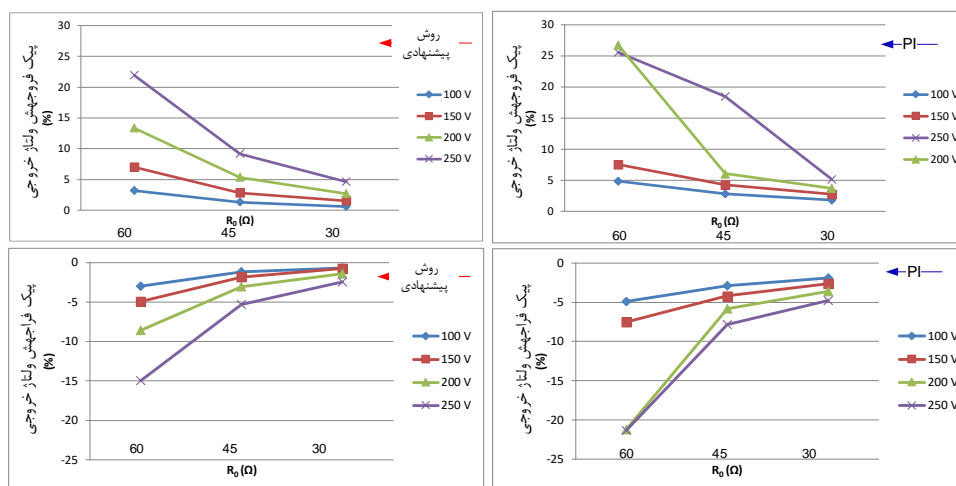 30
25
20
15
10
5
0
پیک فروجهش ولتاژ خروجی
(%)
R₀ (Ω)
60 45 30
روش
پیشنهادی
100 V
150 V
200 V
250 V
30
25
20
15
10
5
0
پیک فروجهش ولتاژ خروجی
(%)
R₀ (Ω)
60 45 30
PI
100 V
150 V
250 V
200 V
0
-5
-10
-15
-20
-25
پیک فراجهش ولتاژ خروجی
(%)
60 45 30
R₀ (Ω)
روش
پیشنهادی
100 V
150 V
200 V
250 V
0
-5
-10
-15
-20
-25
پیک فراجهش ولتاژ خروجی
(%)
60 45 30
R₀ (Ω)
PI
100 V
150 V
200 V
250 V